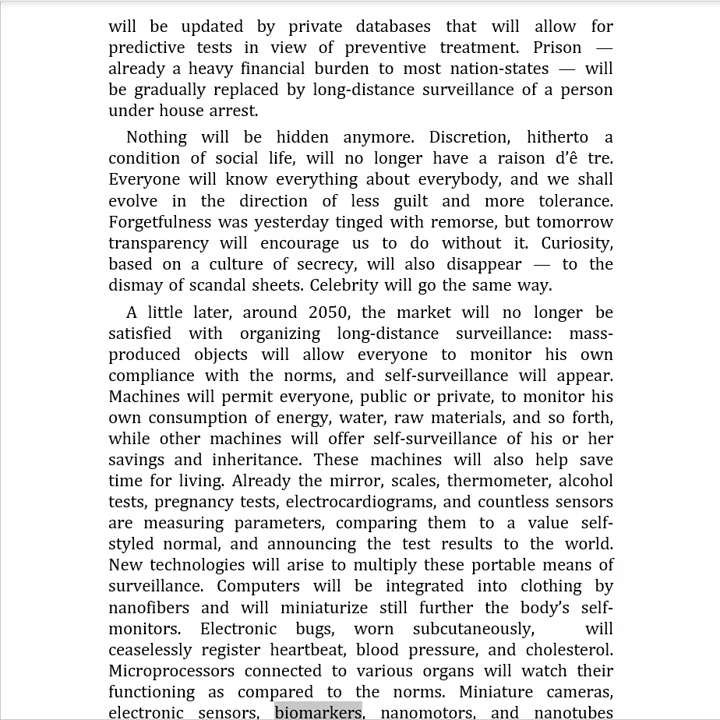 will be updated by private databases that will allow for
predictive tests in view of preventive treatment. Prison —
already a heavy financial burden to most nation-states — will
be gradually replaced by long-distance surveillance of a person
under house arrest.
Nothing will be hidden anymore. Discretion, hitherto a
condition of social life, will no longer have a raison d’ê tre.
Everyone will know everything about everybody, and we shall
evolve in the direction of less guilt and more tolerance.
Forgetfulness was yesterday tinged with remorse, but tomorrow
transparency will encourage us to do without it. Curiosity,
based on a culture of secrecy, will also disappear — to the
dismay of scandal sheets. Celebrity will go the same way.
A little later, around 2050, the market will no longer be
satisfied with organizing long-distance surveillance: mass-
produced objects will allow everyone to monitor his own
compliance with the norms, and self-surveillance will appear.
Machines will permit everyone, public or private, to monitor his
own consumption of energy, water, raw materials, and so forth,
while other machines will offer self-surveillance of his or her
savings and inheritance. These machines will also help save
time for living. Already the mirror, scales, thermometer, alcohol
tests, pregnancy tests, electrocardiograms, and countless sensors
are measuring parameters, comparing them to a value self-
styled normal, and announcing the test results to the world.
New technologies will arise to multiply these portable means of
surveillance. Computers will be integrated into clothing by
nanofibers and will miniaturize still further the body’s self-
monitors. Electronic bugs, worn subcutaneously, will
ceaselessly register heartbeat, blood pressure, and cholesterol.
Microprocessors connected to various organs will watch their
functioning as compared to the norms. Miniature cameras,
electronic sensors, biomarkers, nanomotors, and nanotubes